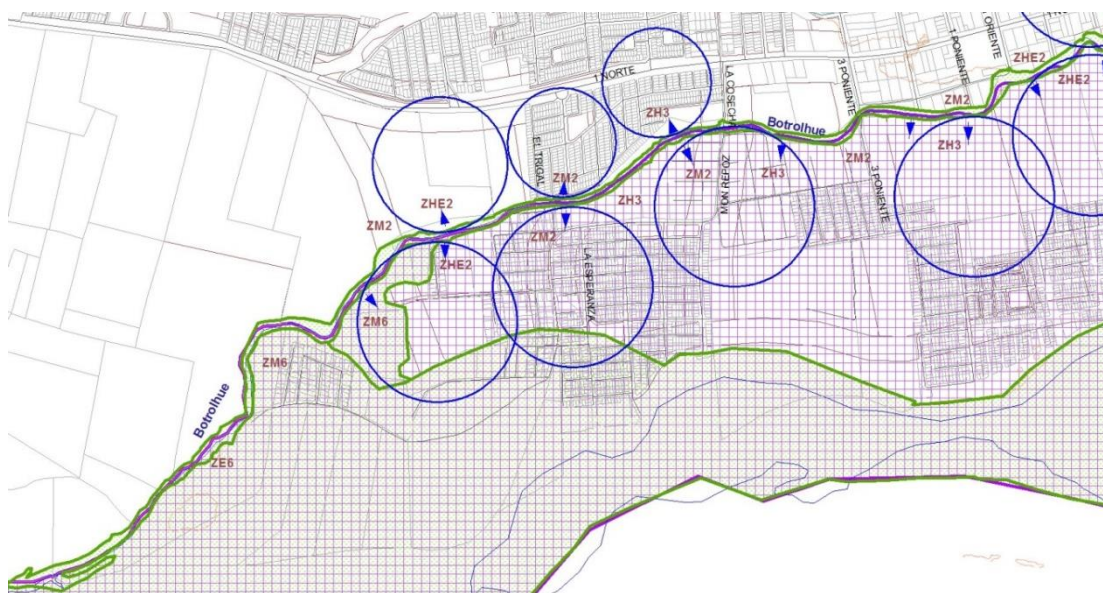 1 PONIENTE
ORIENTE
ZHE2
ZHE2
1 NORTE
LA COSECHA
3 PONIENTE
ZM2
ZH3
Botrolhue
EL TRIGAL
ZM2
ZM2
ZH3
ZM2
ZH3
MON REPOZ
3 PONIENTE
ZM2
ZHE2
ZH3
ZM2
ZHE2
LA ESPERANZA
ZM6
ZM6
Botrolhue
ZE6